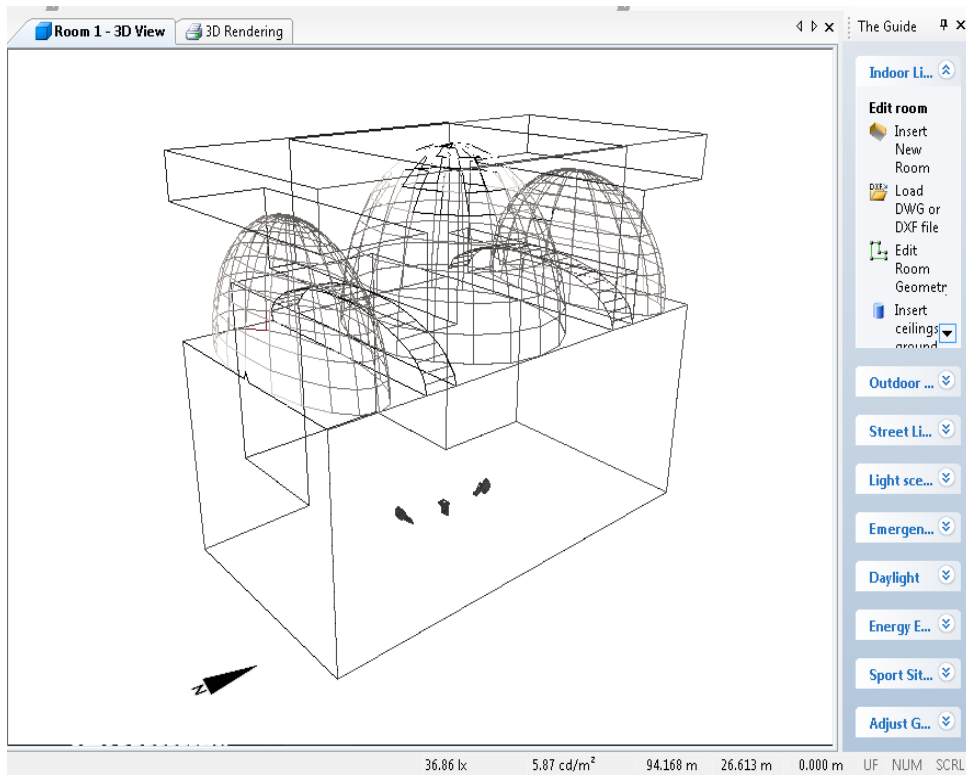 Room 1 - 3D View
3D Rendering
The Guide
Indoor Li...
Edit room
Insert
New
Room
DXF
Load
DWG or
DXF file
Edit
Room
Geometr
Insert
ceilings
Outdoor ...
Street Li...
Light sce...
Emergen...
Daylight
Energy E...
Sport Sit...
Adjust G...
N
36.86 lx 5.87 cd/m² 94.168 m 26.613 m 0.000 m UF NUM SCRL